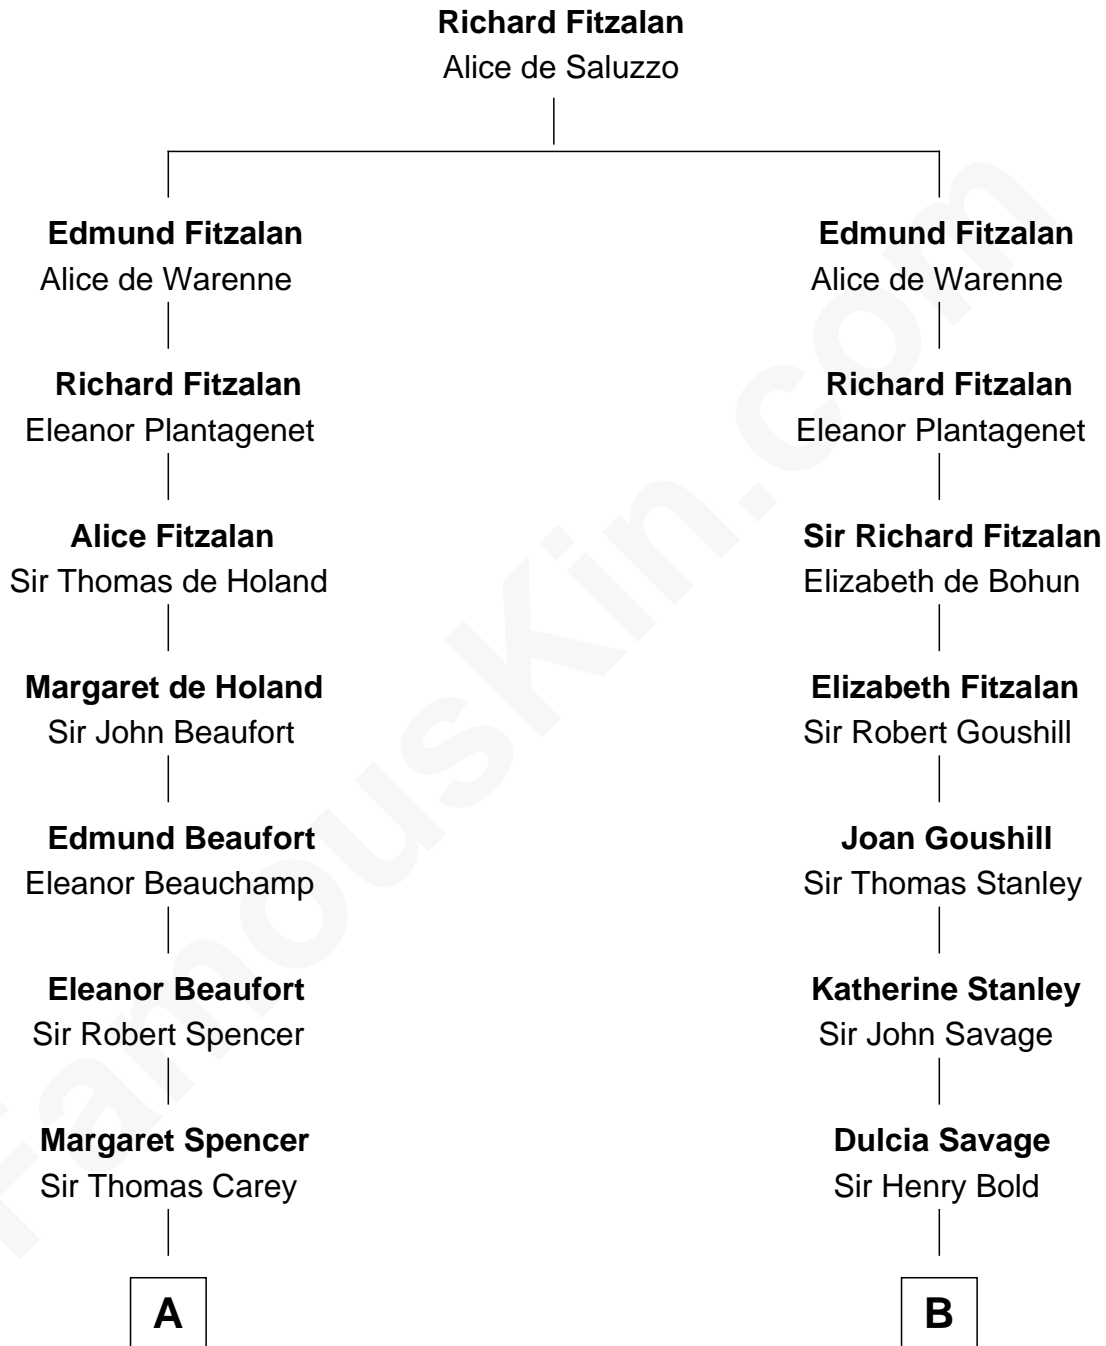 Richard Fitzalan
Alice de Saluzzo
Edmund Fitzalan
Alice de Warenne
Richard Fitzalan
Eleanor Plantagenet
Alice Fitzalan
Sir Thomas de Holand
Margaret de Holand
Sir John Beaufort
Edmund Beaufort
Eleanor Beauchamp
Eleanor Beaufort
Sir Robert Spencer
Margaret Spencer
Sir Thomas Carey
A
Edmund Fitzalan
Alice de Warenne
Richard Fitzalan
Eleanor Plantagenet
Sir Richard Fitzalan
Elizabeth de Bohun
Elizabeth Fitzalan
Sir Robert Goushill
Joan Goushill
Sir Thomas Stanley
Katherine Stanley
Sir John Savage
Dulcia Savage
Sir Henry Bold
B
FamousKin.com